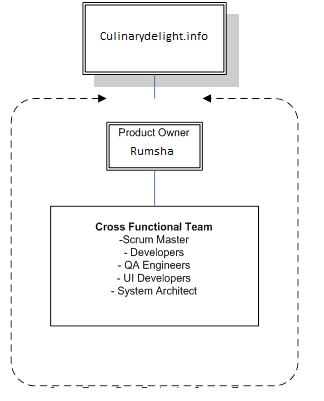 Culinarydelight.info
Product Owner
Rumsha
Cross Functional Team
-Scrum Master
- Developers
- QA Engineers
- UI Developers
- System Architect